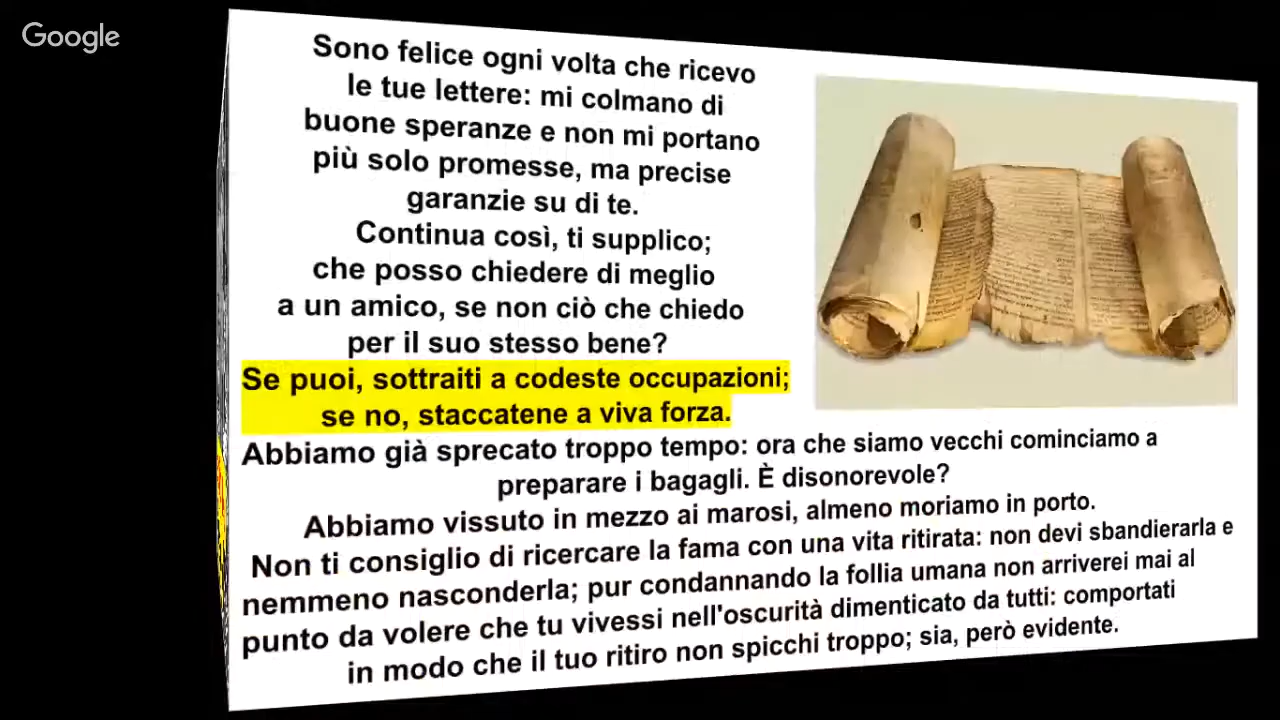 Google
Sono felice ogni volta che ricevo
le tue lettere: mi colmano di
buone speranze e non mi portano
più solo promesse, ma precise
garanzie su di te.
Continua così, ti supplico;
che posso chiedere di meglio
a un amico, se non ciò che chiedo
per il suo stesso bene?
Se puoi, sottraiti a codeste occupazioni;
se no, staccatene a viva forza.
Abbiamo già sprecato troppo tempo: ora che siamo vecchi cominciamo a
preparare i bagagli. È disonorevole?
Abbiamo vissuto in mezzo ai marosi, almeno moriamo in porto.
Non ti consiglio di ricercare la fama con una vita ritirata: non devi sbandierarla e
nemmeno nasconderla; pur condannando la follia umana non arriverei mai al
punto da volere che tu vivessi nell'oscurità dimenticato da tutti: comportati
in modo che il tuo ritiro non spicchi troppo; sia, però evidente.